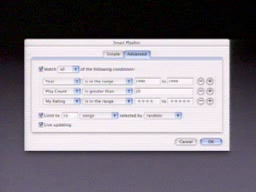 Smart Playlist
Simple Advanced
Match all of the following conditions:
Year is in the range 1990 to 1999
Play Count is greater than
My Rating is in the range to
Limit to songs selected by random
Live updating
Cancel OK